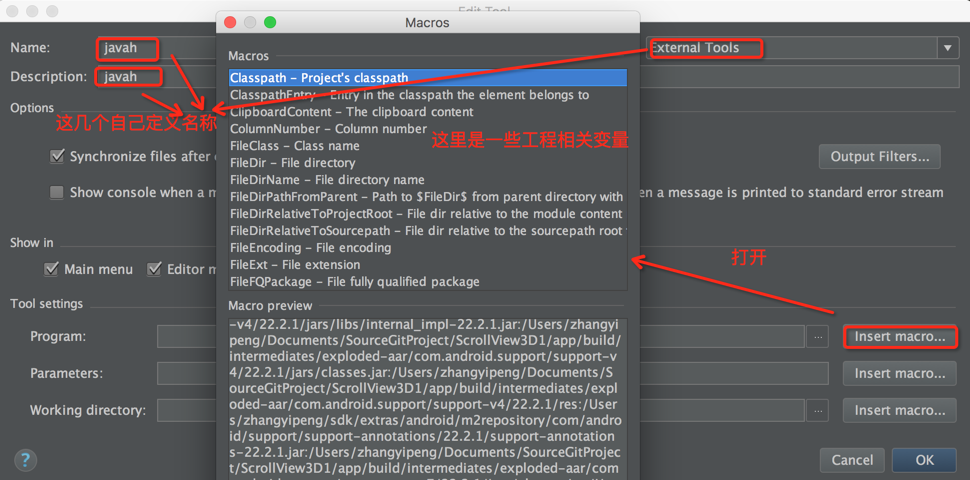 Edit Tool
Macros
Name: javah
External Tools
Description: javah
Macros
Classpath – Project's classpath
ClasspathEntry – Entry in the classpath the element belongs to
ClipboardContent – The clipboard content
ColumnNumber – Column number
FileClass – Class name
FileDir – File directory
FileDirName – File directory name
FileDirPathFromParent – Path to $FileDir$ from parent directory with
FileDirRelativeToProjectRoot – File dir relative to the module content
FileDirRelativeToSourcepath – File dir relative to the sourcepath root
FileEncoding – File encoding
FileExt – File extension
FileFQPackage – File fully qualified package
Options
这几个自己定义名称
这里是一些工程相关变量
Synchronize files after
Output Filters...
Show console when a m
en a message is printed to standard error stream
Show in
打开
Main menu
Editor m
Tool settings
Macro preview
Program:
... Insert macro...
Parameters:
Insert macro...
Working directory:
... Insert macro...
-v4/22.2.1/jars/libs/internal_impl-22.2.1.jar:/Users/zhangyi
peng/Documents/SourceGitProject/ScrollView3D1/app/build/
intermediates/exploded-aar/com.android.support/support-v
4/22.2.1/jars/classes.jar:/Users/zhangyipeng/Documents/S
ourceGitProject/ScrollView3D1/app/build/intermediates/expl
oded-aar/com.android.support/support-v4/22.2.1/res:/User
s/zhangyipeng/sdk/extras/android/m2repository/com/androi
d/support/support-annotations/22.2.1/support-annotation
s-22.2.1.jar:/Users/zhangyipeng/Documents/SourceGitProjec
t/ScrollView3D1/app/build/intermediates/exploded-aar/com
?
Cancel
OK